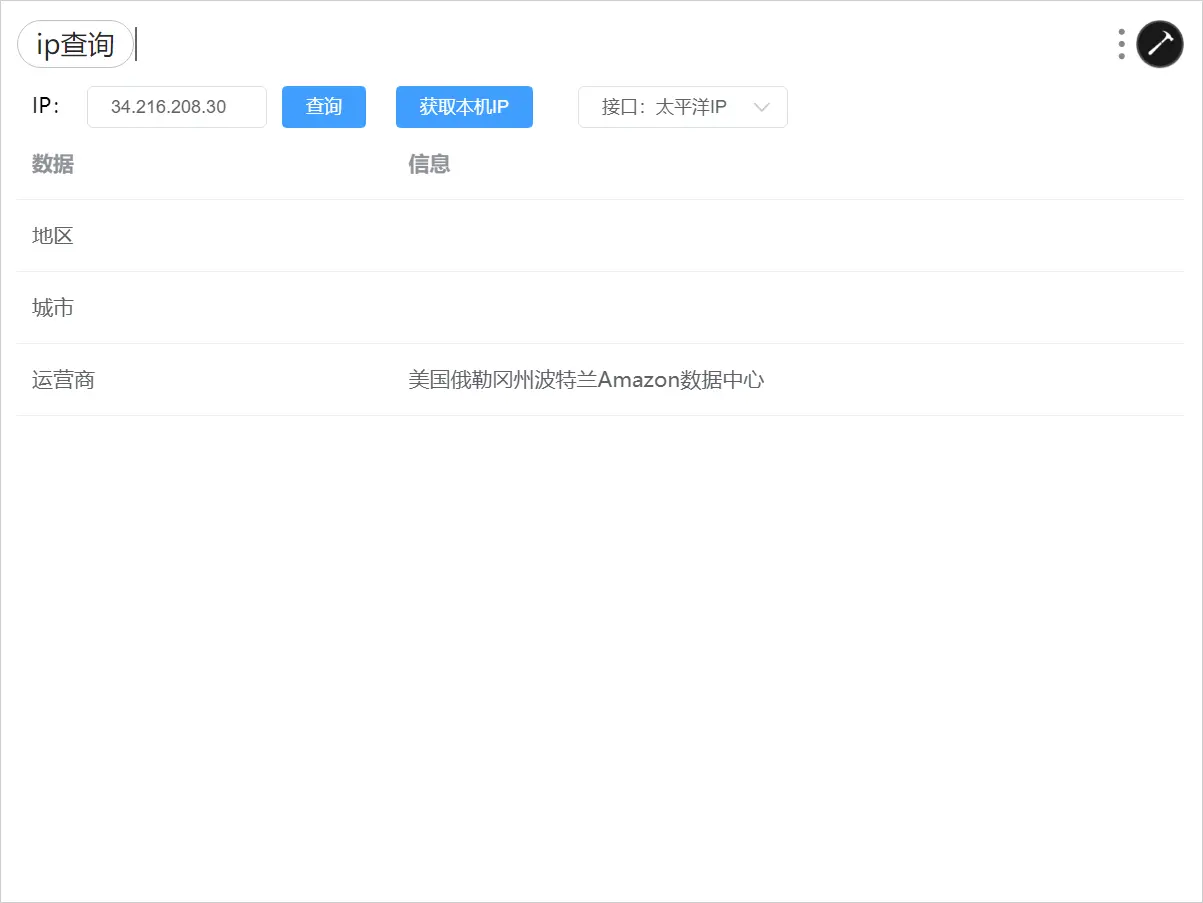 ip查询
IP： 34.216.208.30 查询 获取本机IP 接口：太平洋IP
数据 信息
地区
城市
运营商 美国俄勒冈州波特兰Amazon数据中心